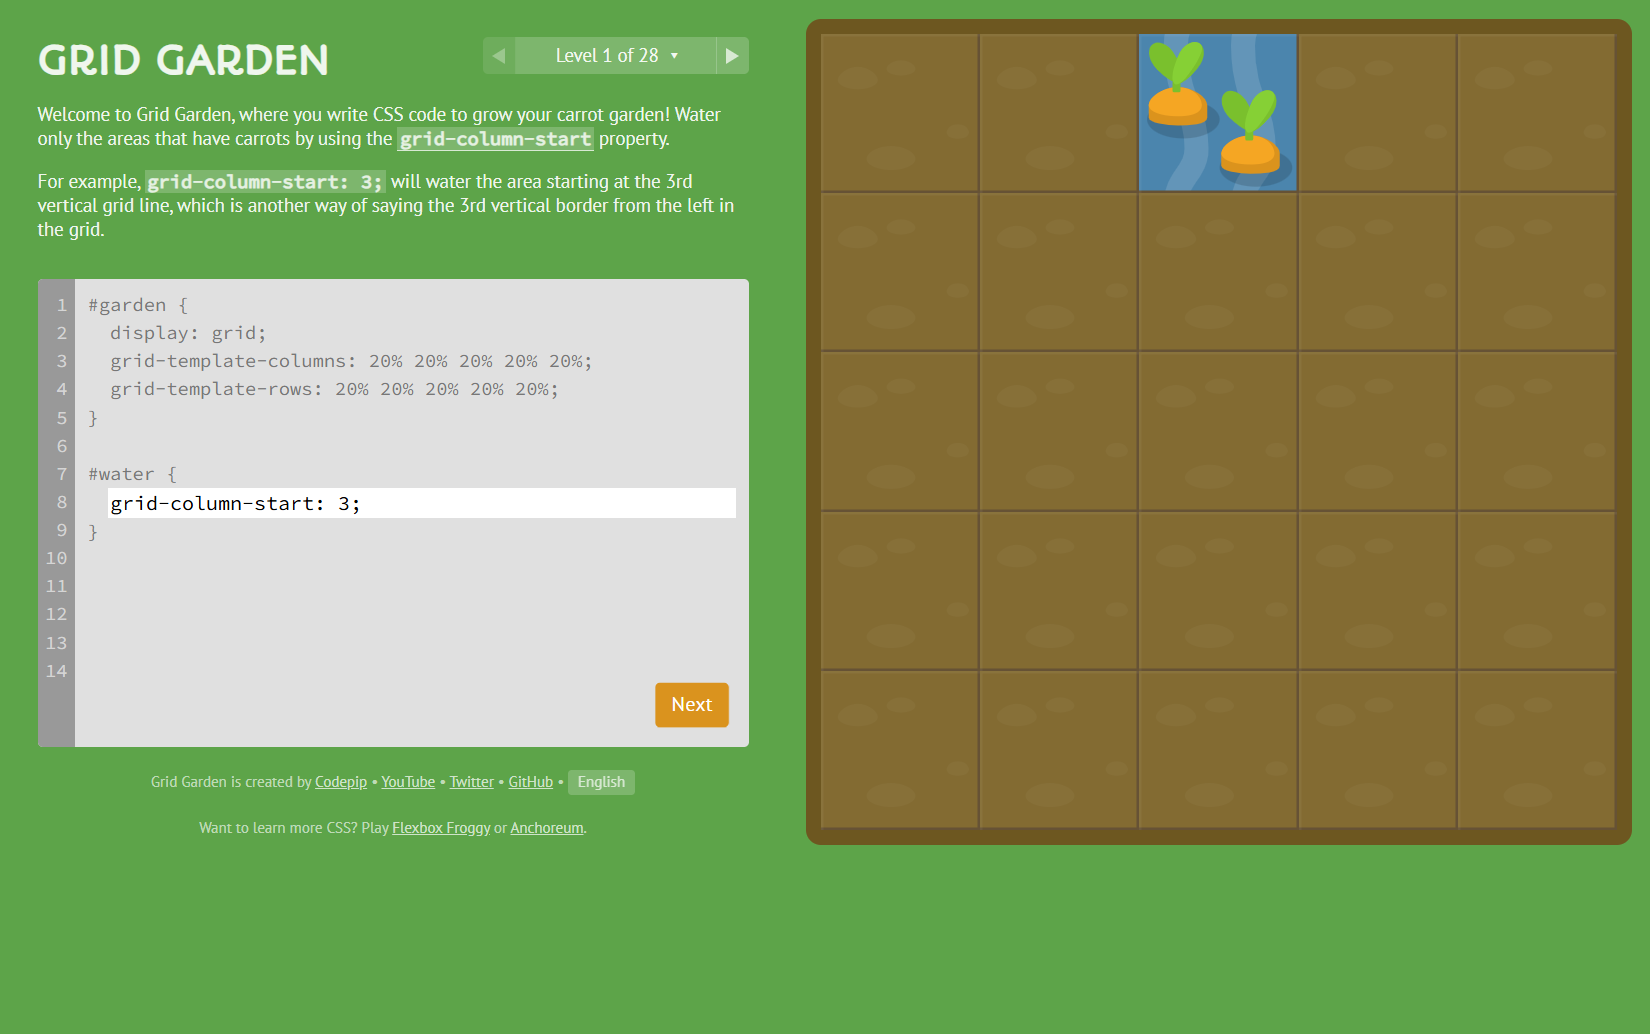 GRID GARDEN
◀ Level 1 of 28 ▼ ▶
Welcome to Grid Garden, where you write CSS code to grow your carrot garden! Water
only the areas that have carrots by using the grid-column-start property.
For example, grid-column-start: 3; will water the area starting at the 3rd
vertical grid line, which is another way of saying the 3rd vertical border from the left in
the grid.
1 #garden {
2   display: grid;
3   grid-template-columns: 20% 20% 20% 20% 20%;
4   grid-template-rows: 20% 20% 20% 20% 20%;
5 }
6
7 #water {
8   grid-column-start: 3;
9 }
10
11
12
13
14
Next
Grid Garden is created by Codepip • YouTube • Twitter • GitHub • English
Want to learn more CSS? Play Flexbox Froggy or Anchoreum.